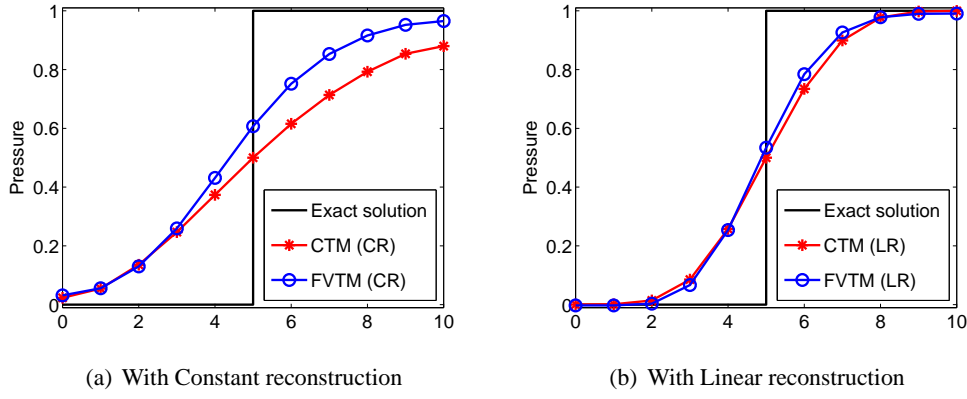 1
0.8
0.6
0.4
0.2
0
Pressure
0 2 4 6 8 10
Exact solution
CTM (CR)
FVTM (CR)
(a) With Constant reconstruction
1
0.8
0.6
0.4
0.2
0
Pressure
0 2 4 6 8 10
Exact solution
CTM (LR)
FVTM (LR)
(b) With Linear reconstruction